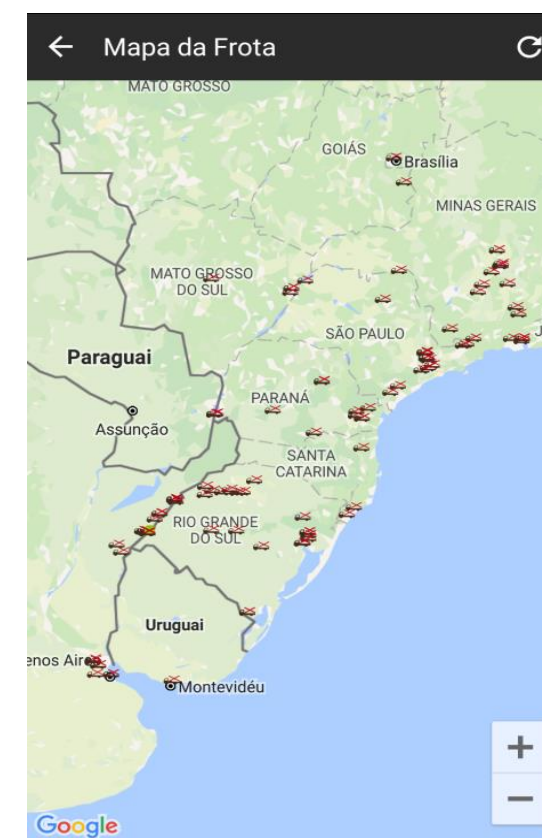 Mapa da Frota
MATO GROSSO
GOIÁS
Brasília
MINAS GERAIS
MATO GROSSO
DO SUL
SÃO PAULO
J
Paraguai
PARANÁ
Assunção
SANTA
CATARINA
RIO GRANDE
DO SUL
Uruguai
enos Aire
Montevidéu
+
−
Google